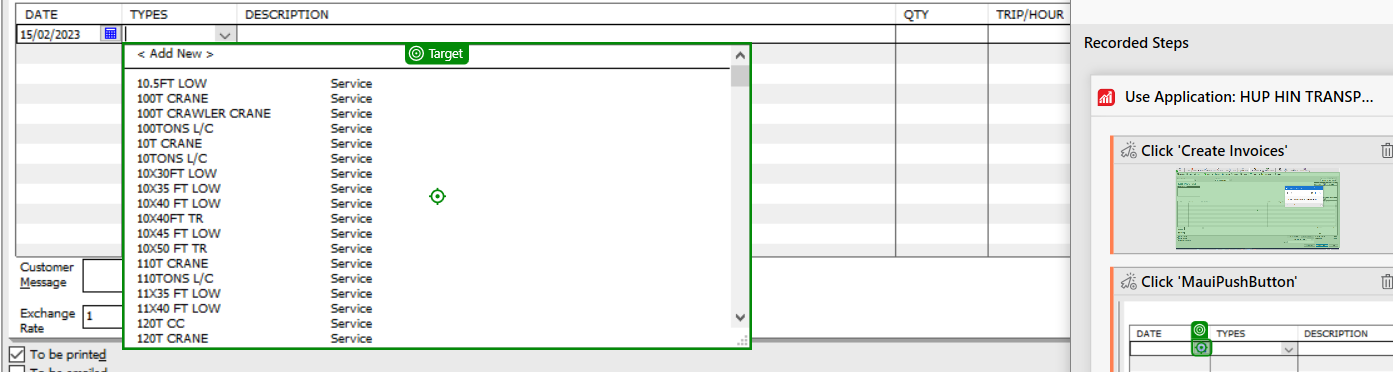 DATE TYPES DESCRIPTION QTY TRIP/HOUR
15/02/2023
< Add New > Target
10.5FT LOW Service
100T CRANE Service
100T CRAWLER CRANE Service
100TONS L/C Service
10T CRANE Service
10TONS L/C Service
10X30FT LOW Service
10X35 FT LOW Service
10X40 FT LOW Service
10X40FT TR Service
10X45 FT LOW Service
10X50 FT TR Service
110T CRANE Service
110TONS L/C Service
11X35 FT LOW Service
11X40 FT LOW Service
120T CC Service
120T CRANE Service
Customer
Message
Exchange
Rate
1
To be printed
Recorded Steps
Use Application: HUP HIN TRANSP...
Click 'Create Invoices'
Click 'MauiPushButton'
DATE TYPES DESCRIPTION